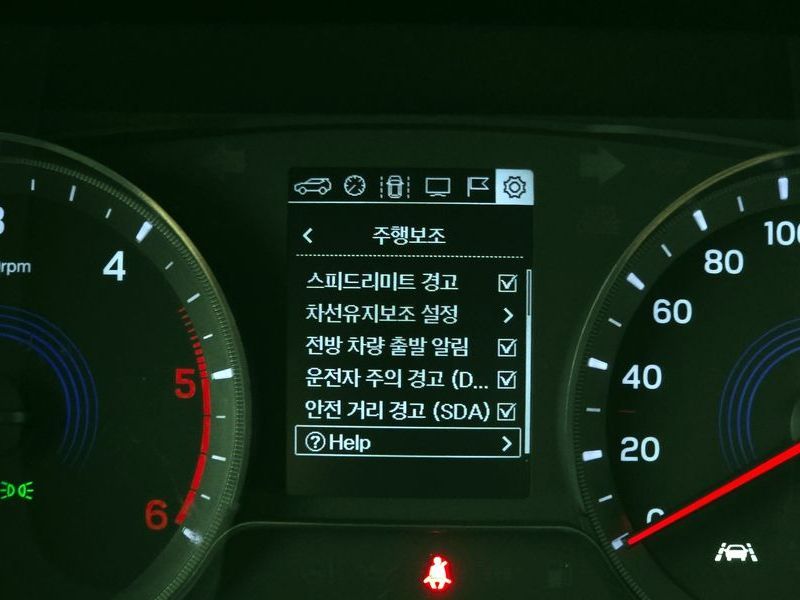 주행보조
스피드리미트 경고
차선유지보조 설정
전방 차량 출발 알림
운전자 주의 경고 (D...
안전 거리 경고 (SDA)
? Help
rpm
4
5
6
100
80
60
40
20
0